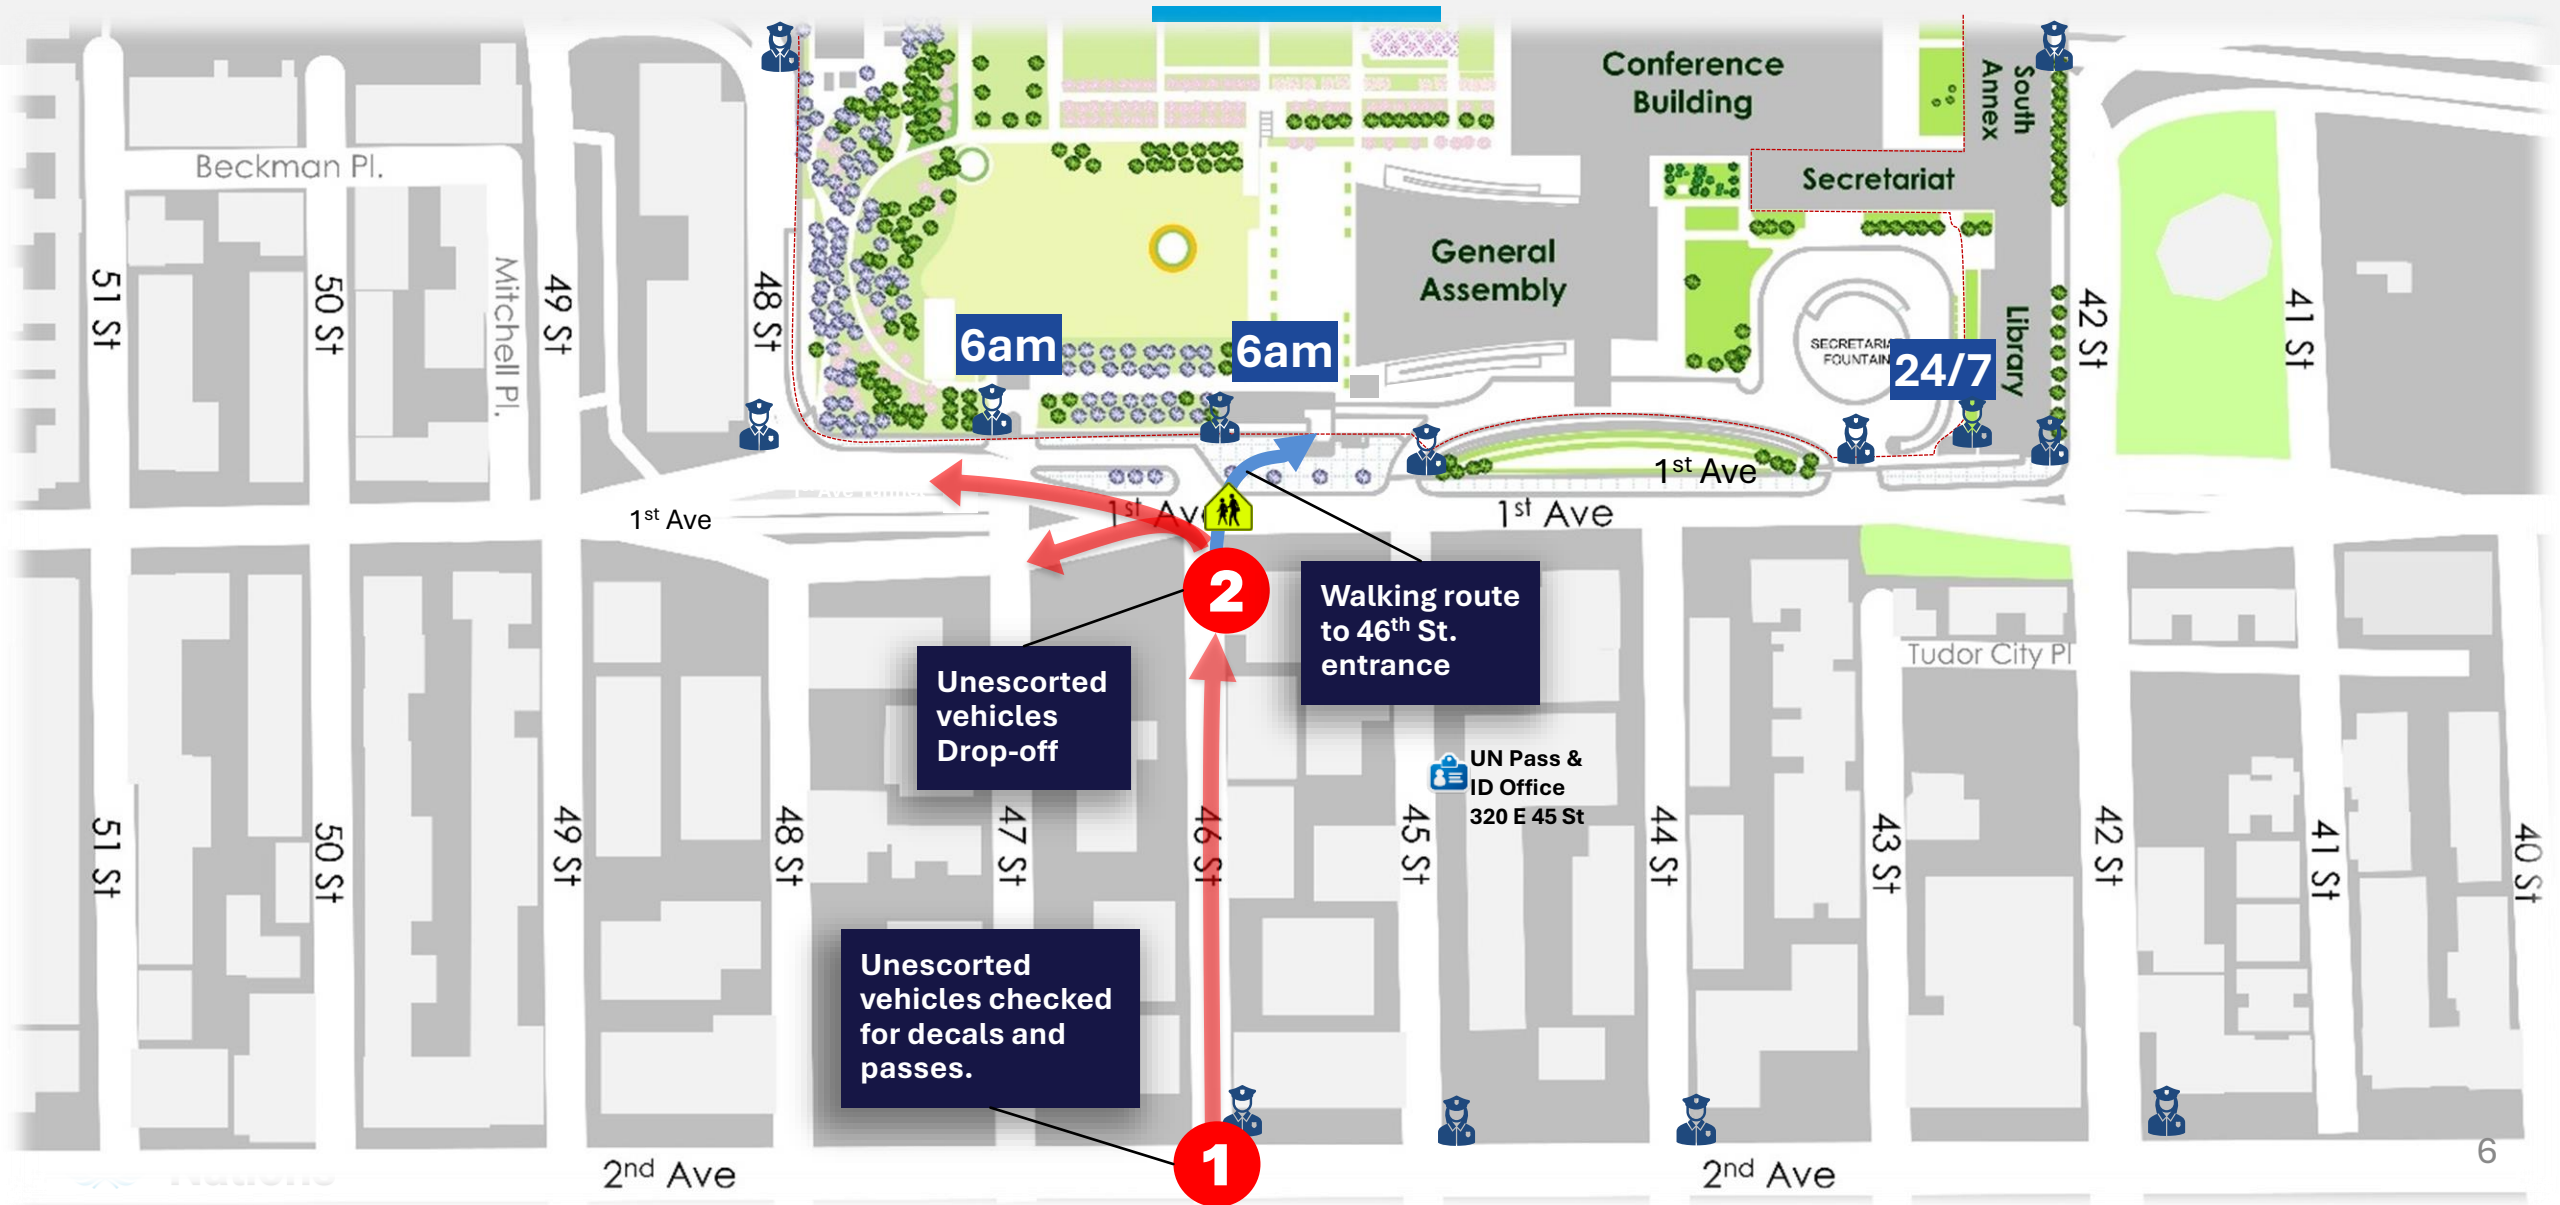 Conference
Building
South
Annex
Beckman Pl.
Secretariat
General
Assembly
51 St
50 St
Mitchell Pl.
49 St
48 St
6am
6am
SECRETARIA
FOUNTAIN
24/7
Library
42 St
41 St
1st Ave
1st Ave
1st Av
1st Ave
2
Walking route
to 46th St.
entrance
Unescorted
vehicles
Drop-off
Tudor City Pl
UN Pass &
ID Office
320 E 45 St
51 St
50 St
49 St
48 St
47 St
46 St
45 St
44 St
43 St
42 St
41 St
40 St
Unescorted
vehicles checked
for decals and
passes.
1
2nd Ave
2nd Ave
6